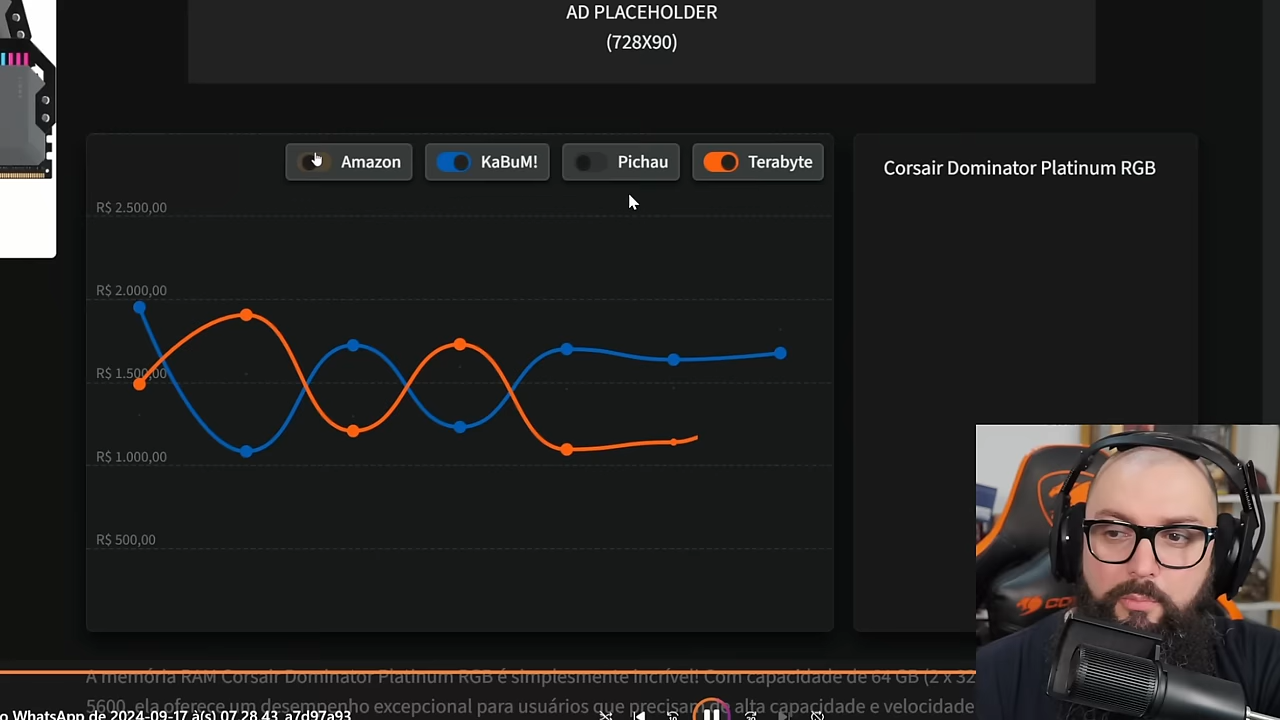 AD PLACEHOLDER
(728X90)
Amazon
KaBuM!
Pichau
Terabyte
Corsair Dominator Platinum RGB
R$ 2.500,00
R$ 2.000,00
R$ 1.500,00
R$ 1.000,00
R$ 500,00
A memória RAM Corsair Dominator Platinum RGB é simplesmente incrível! Com capacidade de 64 GB (2 x 32
5600, ela oferece um desempenho excepcional para usuários que precisam de alta capacidade e velocidade
o WhatsApp de 2024-09-17 à(s) 07.28.43_a7d97a93